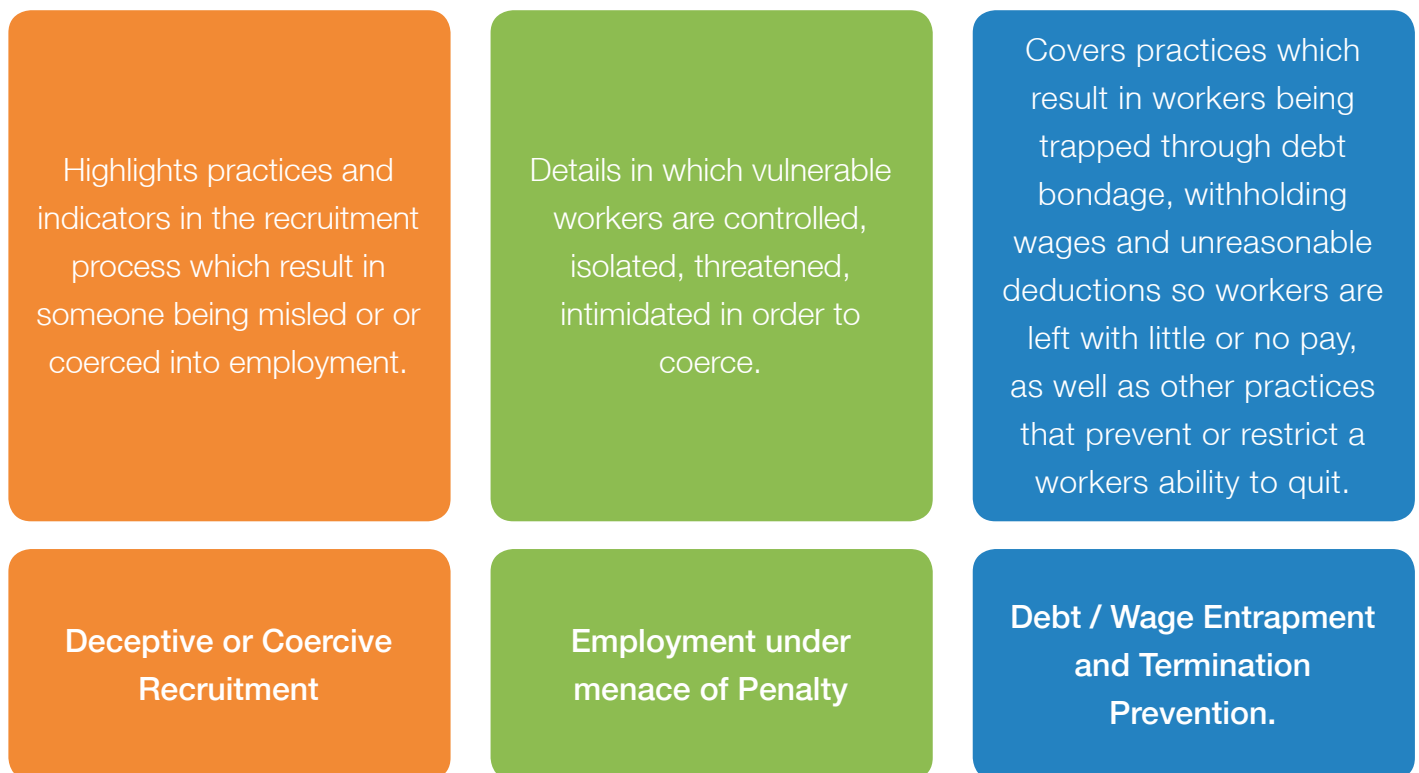 Highlights practices and
indicators in the recruitment
process which result in
someone being misled or or
coerced into employment.
Details in which vulnerable
workers are controlled,
isolated, threatened,
intimidated in order to
coerce.
Covers practices which
result in workers being
trapped through debt
bondage, withholding
wages and unreasonable
deductions so workers are
left with little or no pay,
as well as other practices
that prevent or restrict a
workers ability to quit.
Deceptive or Coercive
Recruitment
Employment under
menace of Penalty
Debt / Wage Entrapment
and Termination
Prevention.